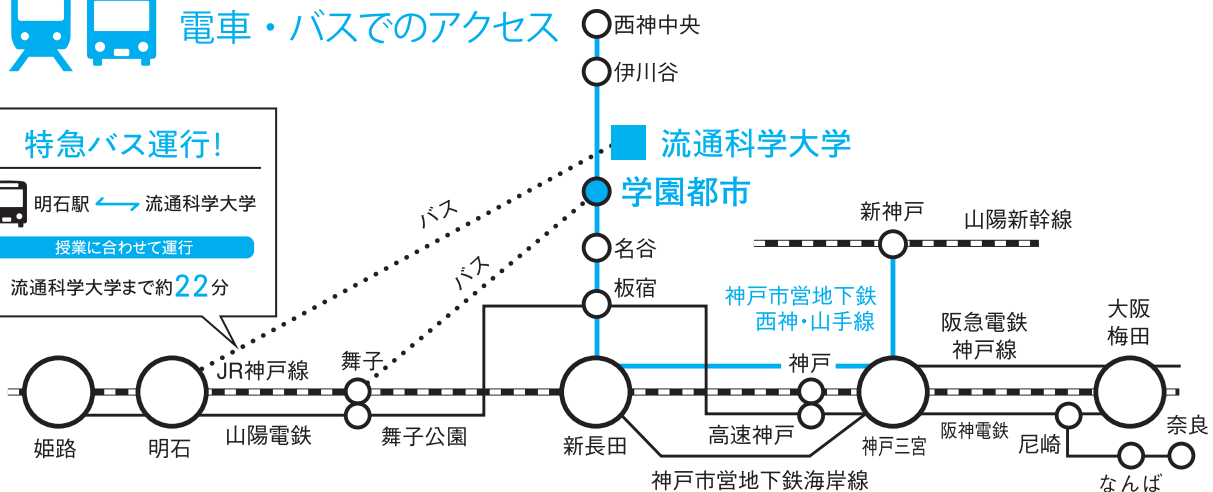 電車・バスでのアクセス
西神中央
伊川谷
特急バス運行!
明石駅 流通科学大学
授業に合わせて運行
流通科学大学まで約22分
流通科学大学
学園都市
バス
バス
名谷
板宿
新神戸
山陽新幹線
神戸市営地下鉄
西神・山手線
阪急電鉄
神戸線
大阪
梅田
JR神戸線
舞子
神戸
姫路
明石
山陽電鉄
舞子公園
新長田
高速神戸
神戸三宮
阪神電鉄
尼崎
奈良
なんば
神戸市営地下鉄海岸線